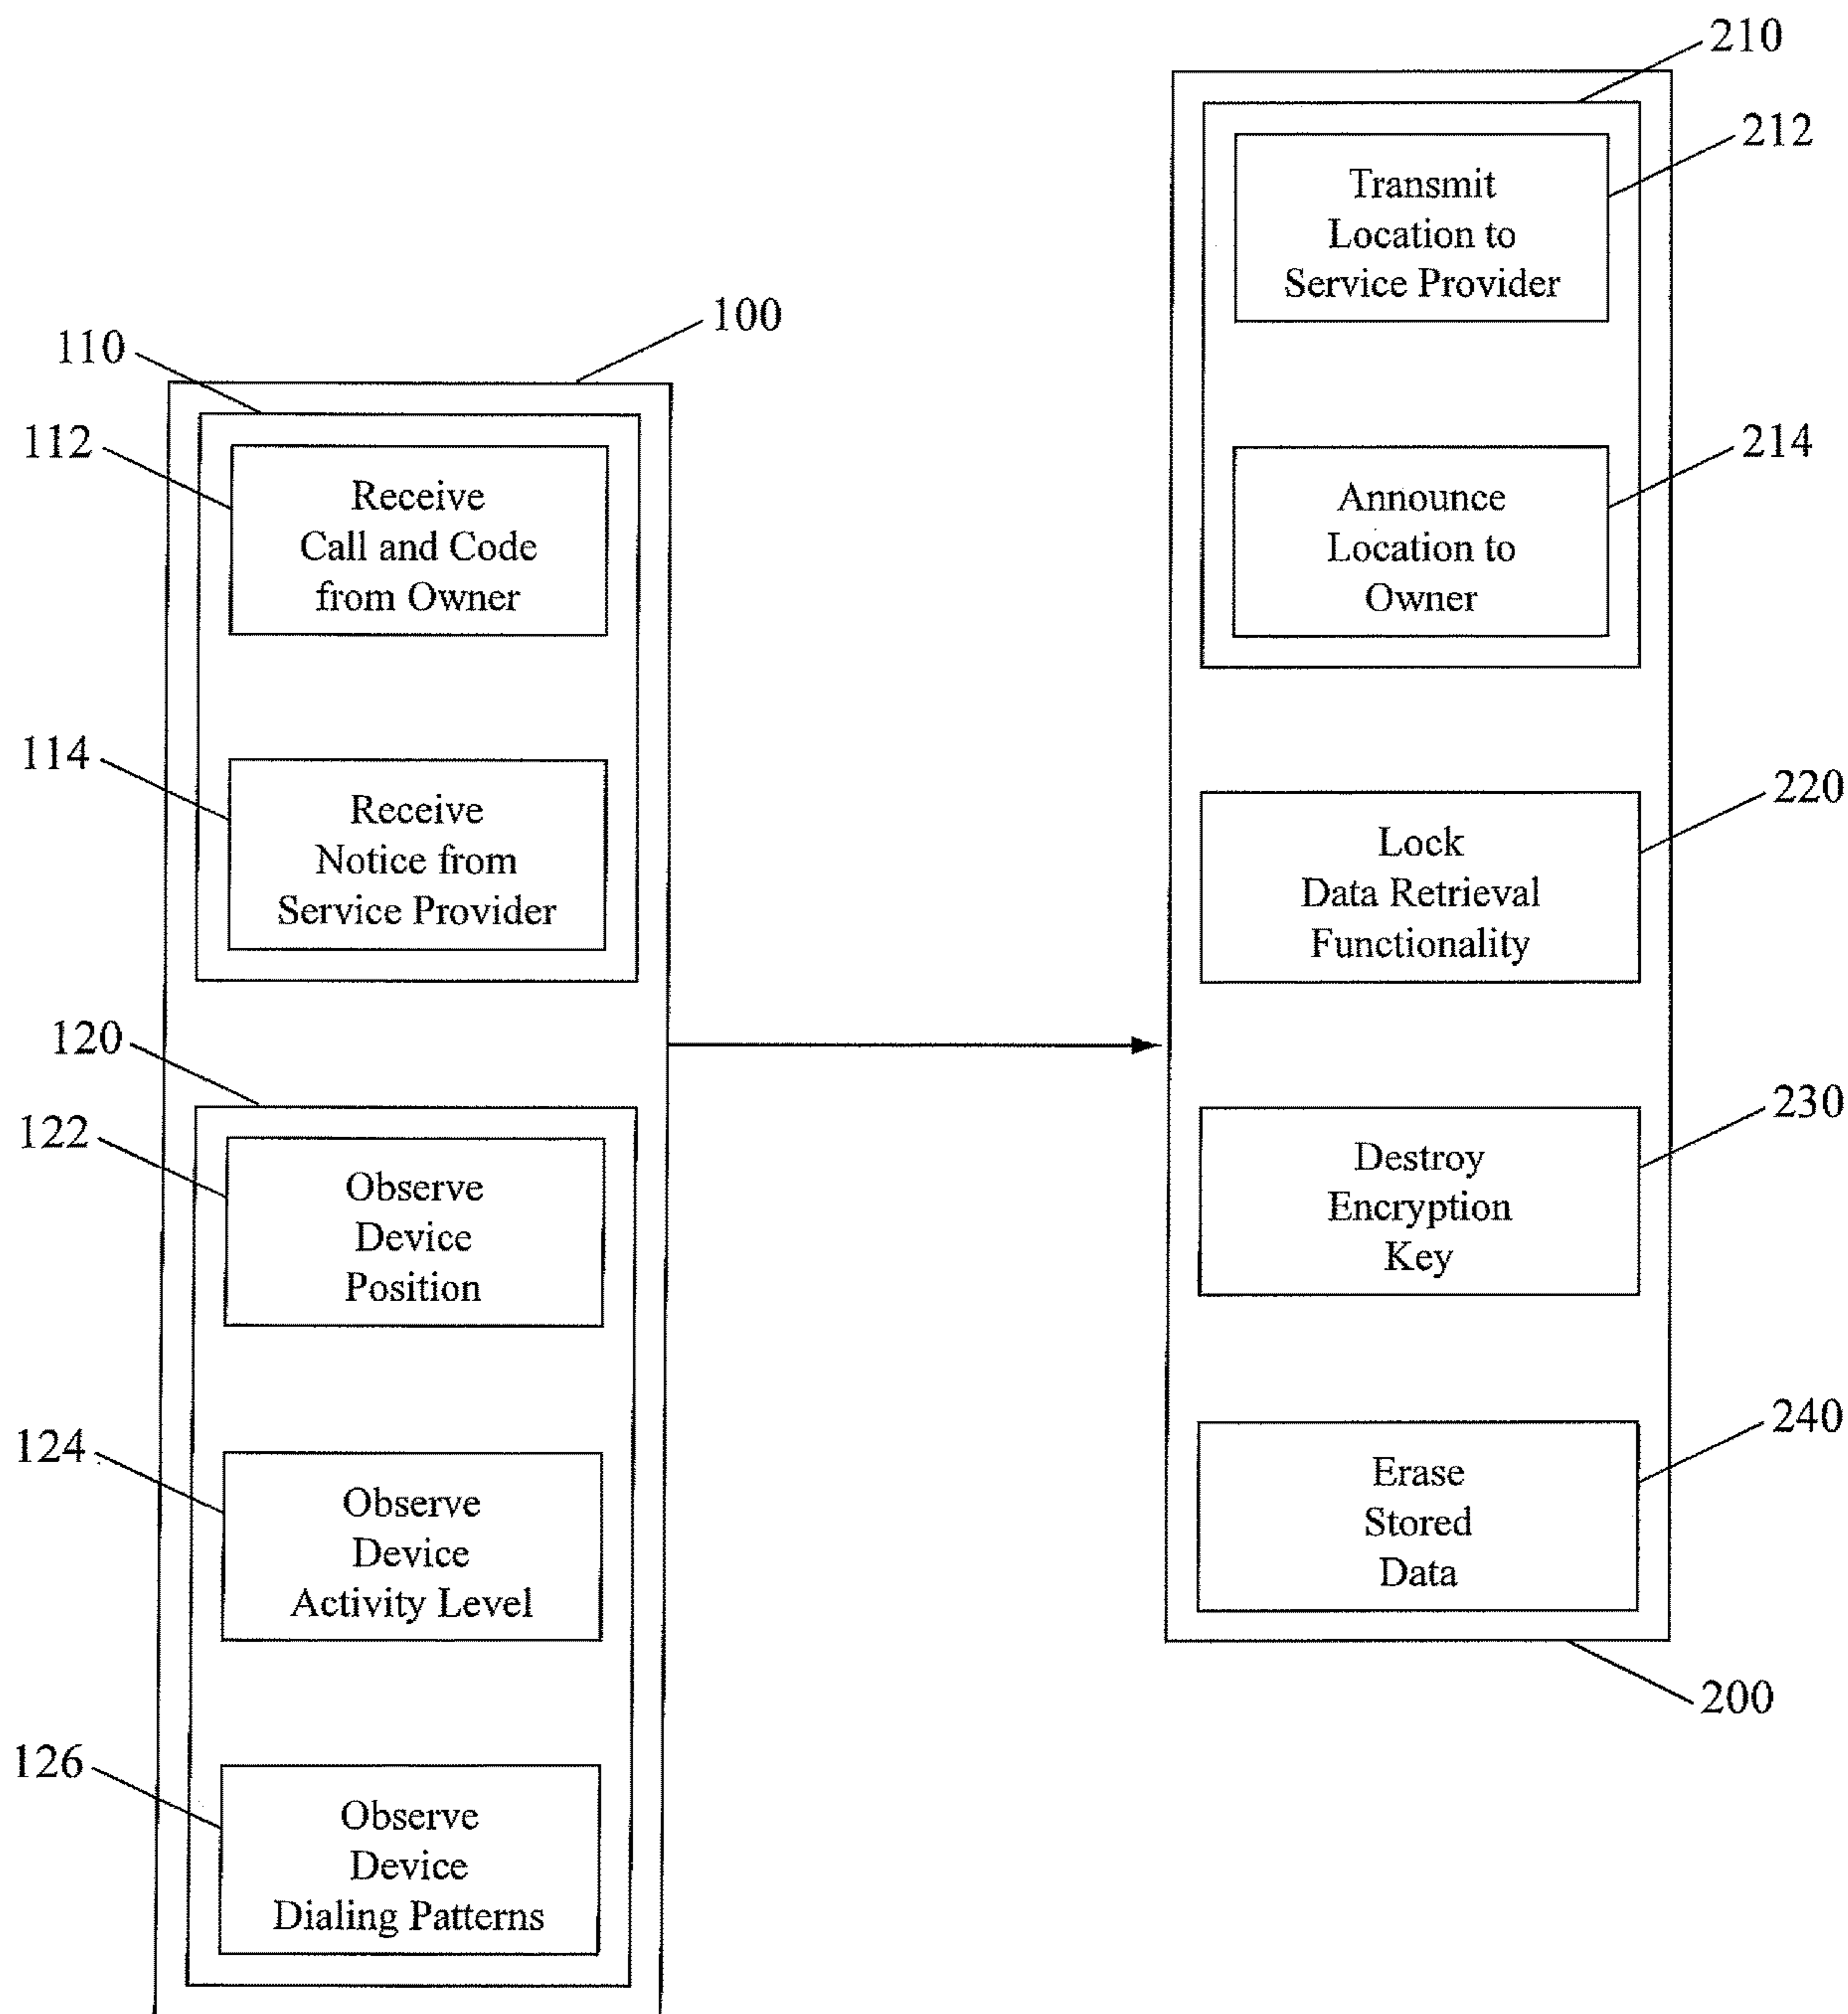 100
110
112
Receive
Call and Code
from Owner
114
Receive
Notice from
Service Provider
120
122
Observe
Device
Position
124
Observe
Device
Activity Level
126
Observe
Device
Dialing Patterns
210
212
Transmit
Location to
Service Provider
214
Announce
Location to
Owner
220
Lock
Data Retrieval
Functionality
230
Destroy
Encryption
Key
240
Erase
Stored
Data
200